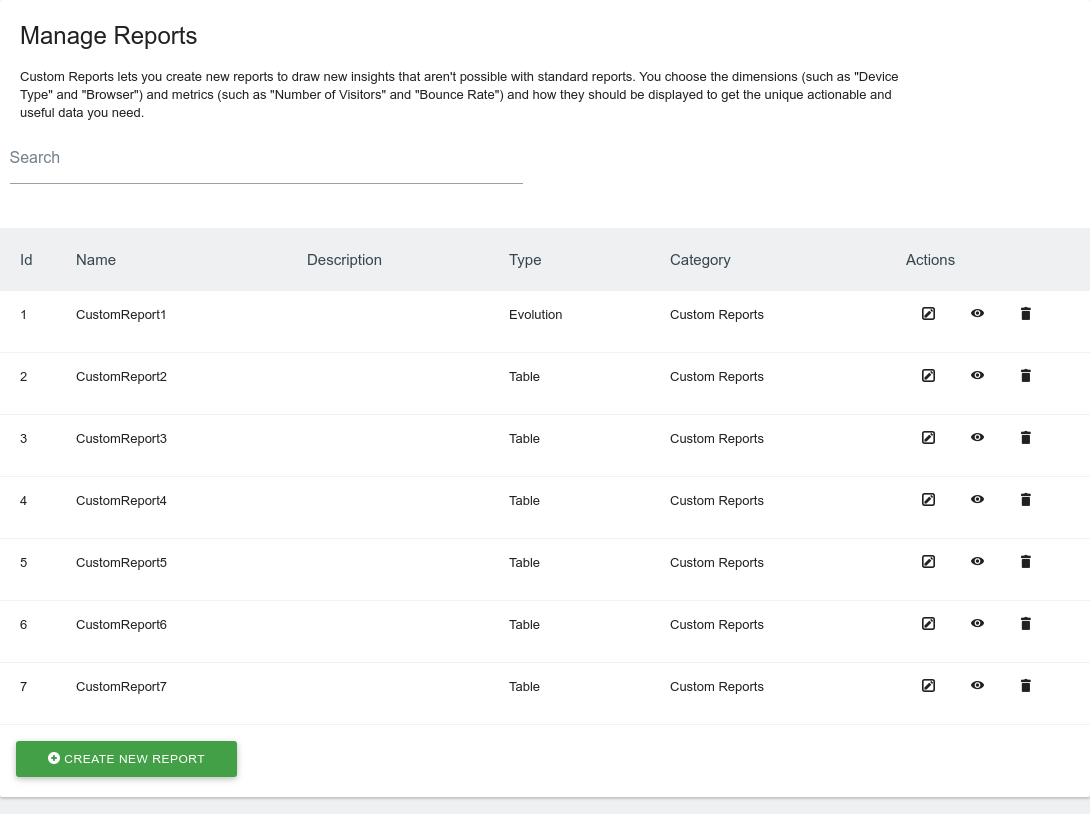 Manage Reports
Custom Reports lets you create new reports to draw new insights that aren't possible with standard reports. You choose the dimensions (such as "Device
Type" and "Browser") and metrics (such as "Number of Visitors" and "Bounce Rate") and how they should be displayed to get the unique actionable and
useful data you need.
Search
Id Name Description Type Category Actions
1 CustomReport1 Evolution Custom Reports
2 CustomReport2 Table Custom Reports
3 CustomReport3 Table Custom Reports
4 CustomReport4 Table Custom Reports
5 CustomReport5 Table Custom Reports
6 CustomReport6 Table Custom Reports
7 CustomReport7 Table Custom Reports
CREATE NEW REPORT